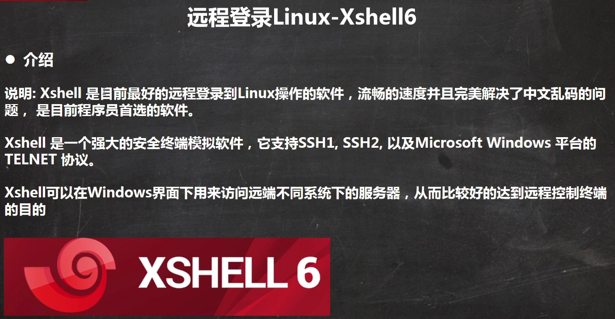 远程登录Linux-Xshell6
● 介绍
说明: Xshell 是目前最好的远程登录到Linux操作的软件，流畅的速度并且完美解决了中文乱码的问
题， 是目前程序员首选的软件。
Xshell 是一个强大的安全终端模拟软件，它支持SSH1, SSH2, 以及Microsoft Windows 平台的
TELNET 协议。
Xshell可以在Windows界面下用来访问远端不同系统下的服务器，从而比较好的达到远程控制终端
的目的
XSHELL 6